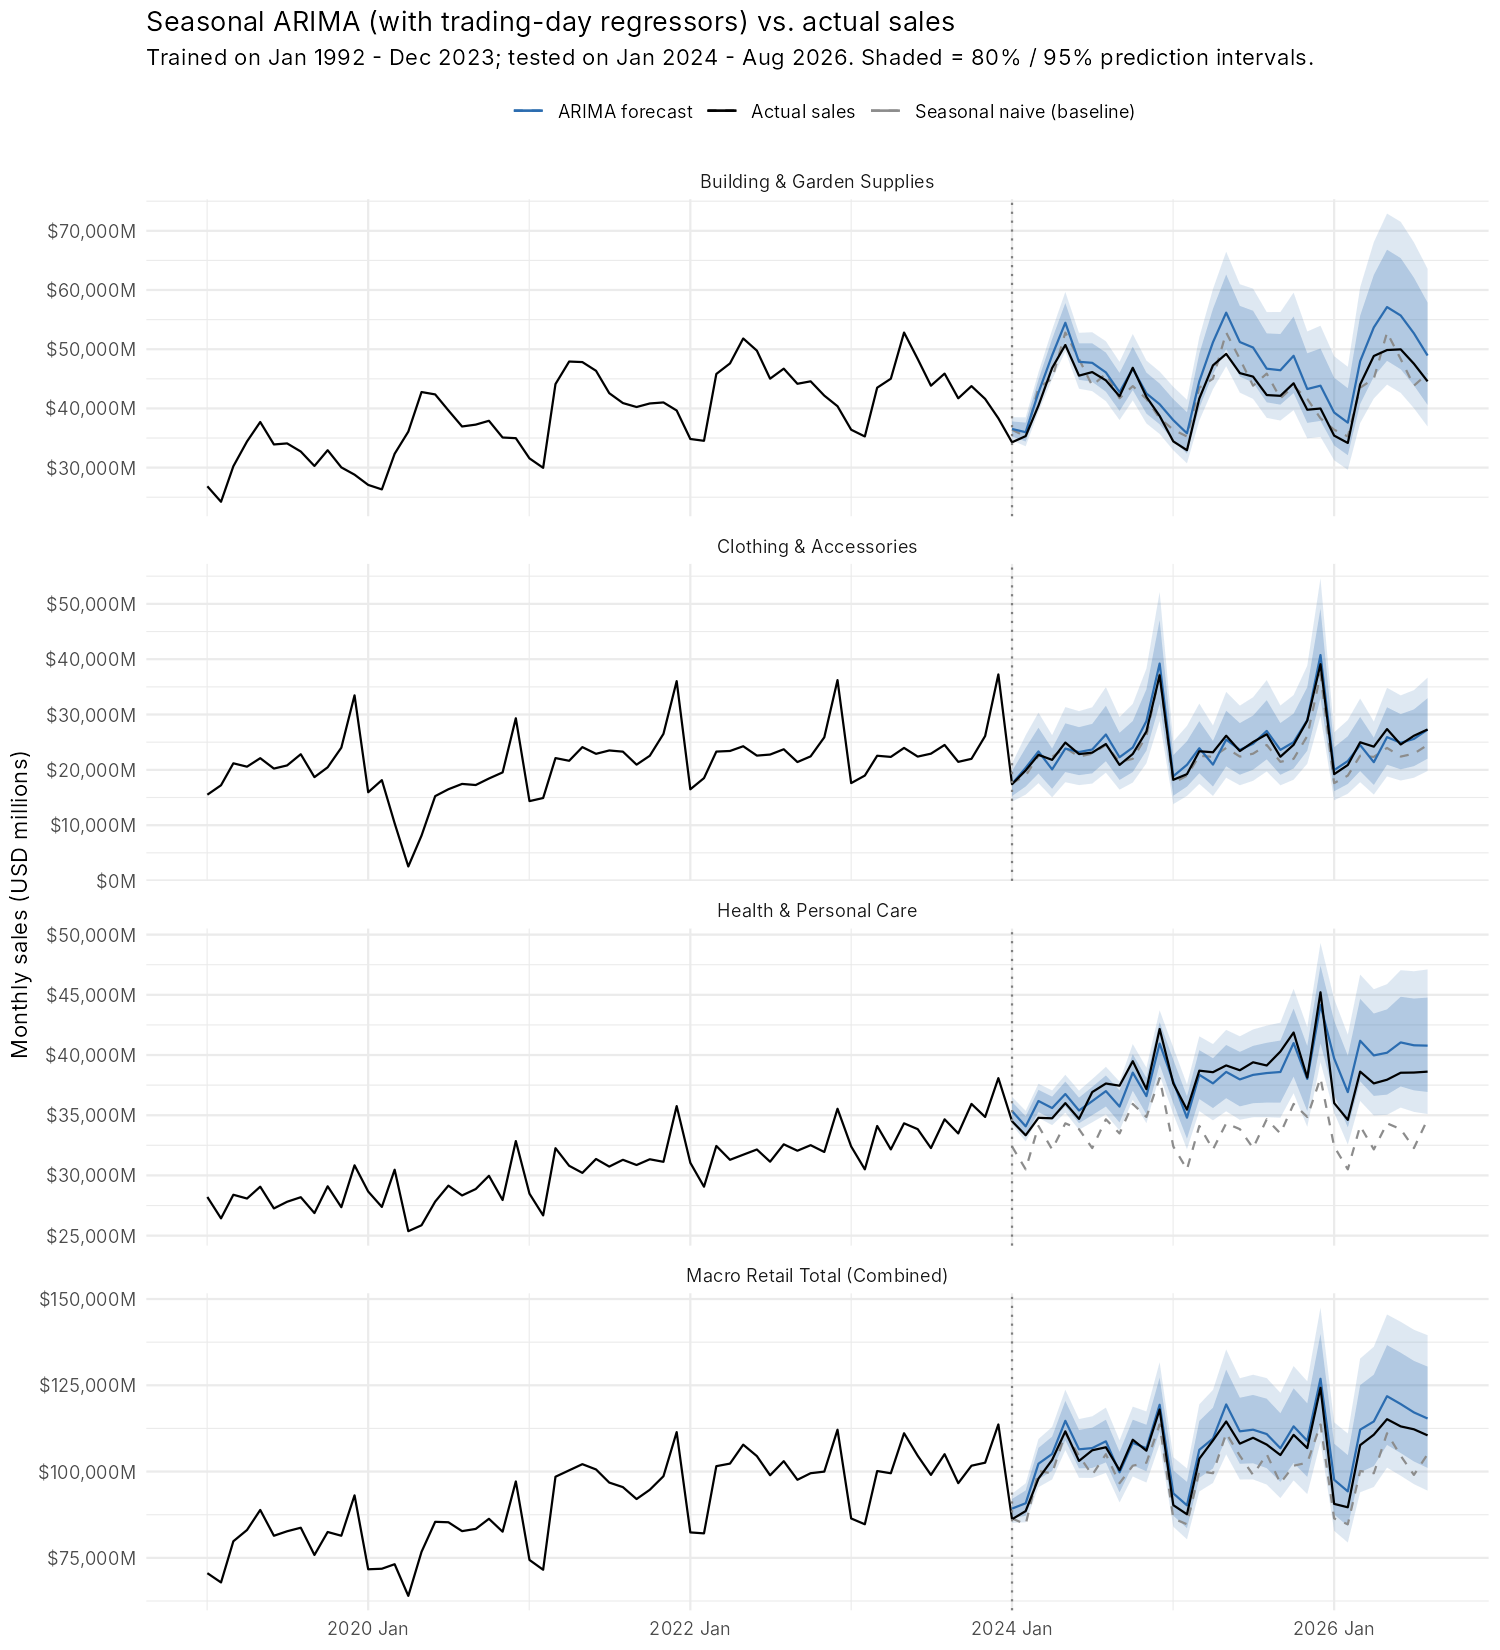 Seasonal ARIMA (with trading-day regressors) vs. actual sales
Trained on Jan 1992 - Dec 2023; tested on Jan 2024 - Aug 2026. Shaded = 80% / 95% prediction intervals.
ARIMA forecast Actual sales Seasonal naive (baseline)
Monthly sales (USD millions)
Building & Garden Supplies
$70,000M
$60,000M
$50,000M
$40,000M
$30,000M
Clothing & Accessories
$50,000M
$40,000M
$30,000M
$20,000M
$10,000M
$0M
Health & Personal Care
$50,000M
$45,000M
$40,000M
$35,000M
$30,000M
$25,000M
Macro Retail Total (Combined)
$150,000M
$125,000M
$100,000M
$75,000M
2020 Jan 2022 Jan 2024 Jan 2026 Jan